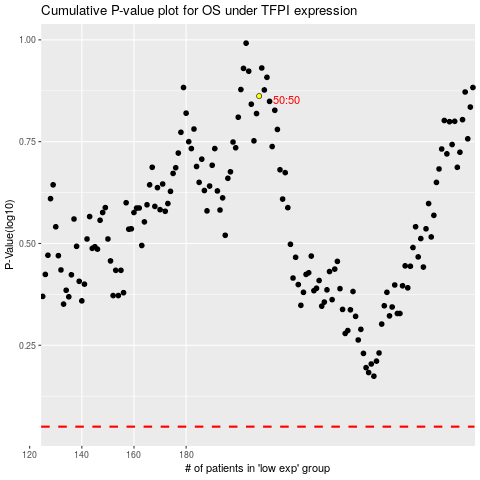 Cumulative P-value plot for OS under TFPI expression
1.00
0.75
0.50
0.25
P-Value(log10)
50:50
120 140 160 180
# of patients in 'low exp' group